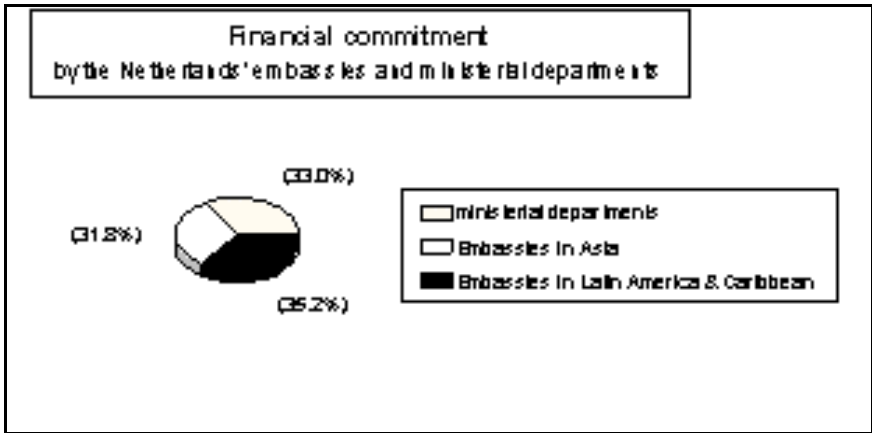 Financial commitment
by the Netherlands' embassies and ministerial departments
(33.0%)
(31.8%)
(35.2%)
ministerial departments
Embassies in Asia
Embassies in Latin America & Caribbean